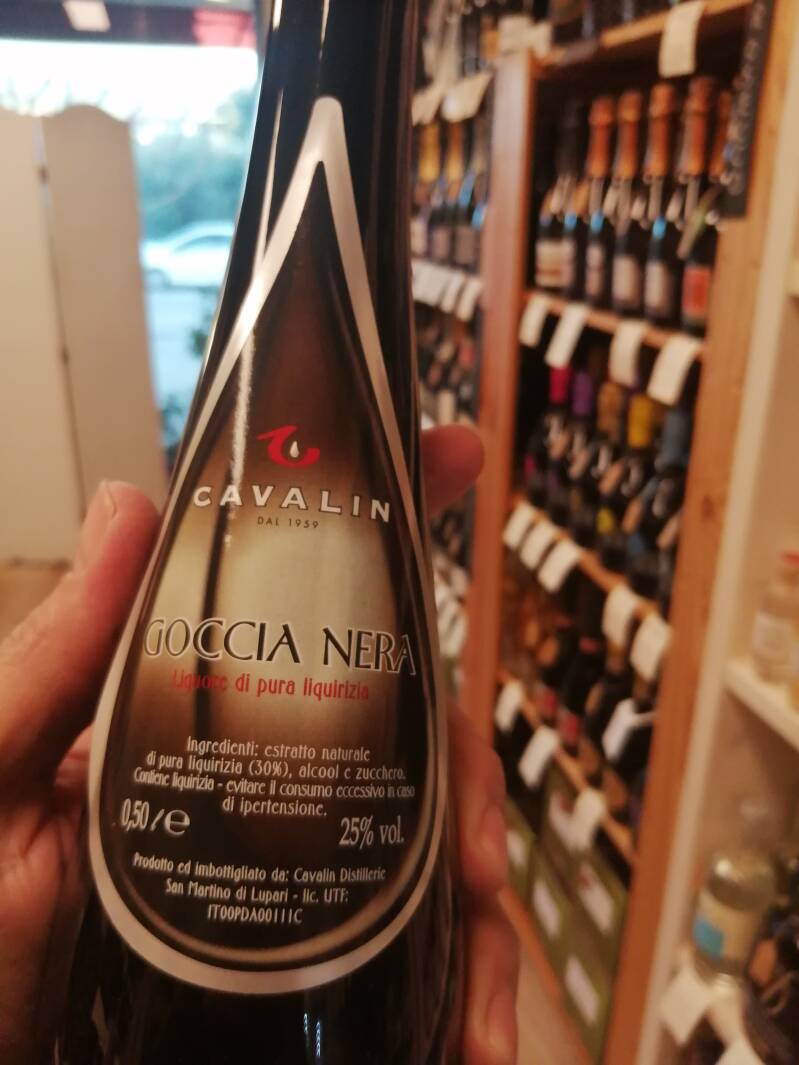 CAVALIN
DAL 1959
GOCCIA NERA
Liquore di pura liquirizia
Ingredienti: estratto naturale
di pura liquirizia (30%), alcool e zucchero.
Contiene liquirizia - evitare il consumo eccessivo in caso
di ipertensione.
0,50 l e 25% vol.
Prodotto ed imbottigliato da: Cavalin Distillerie
San Martino di Lupari - lic. UTF:
IT00PDA00111C